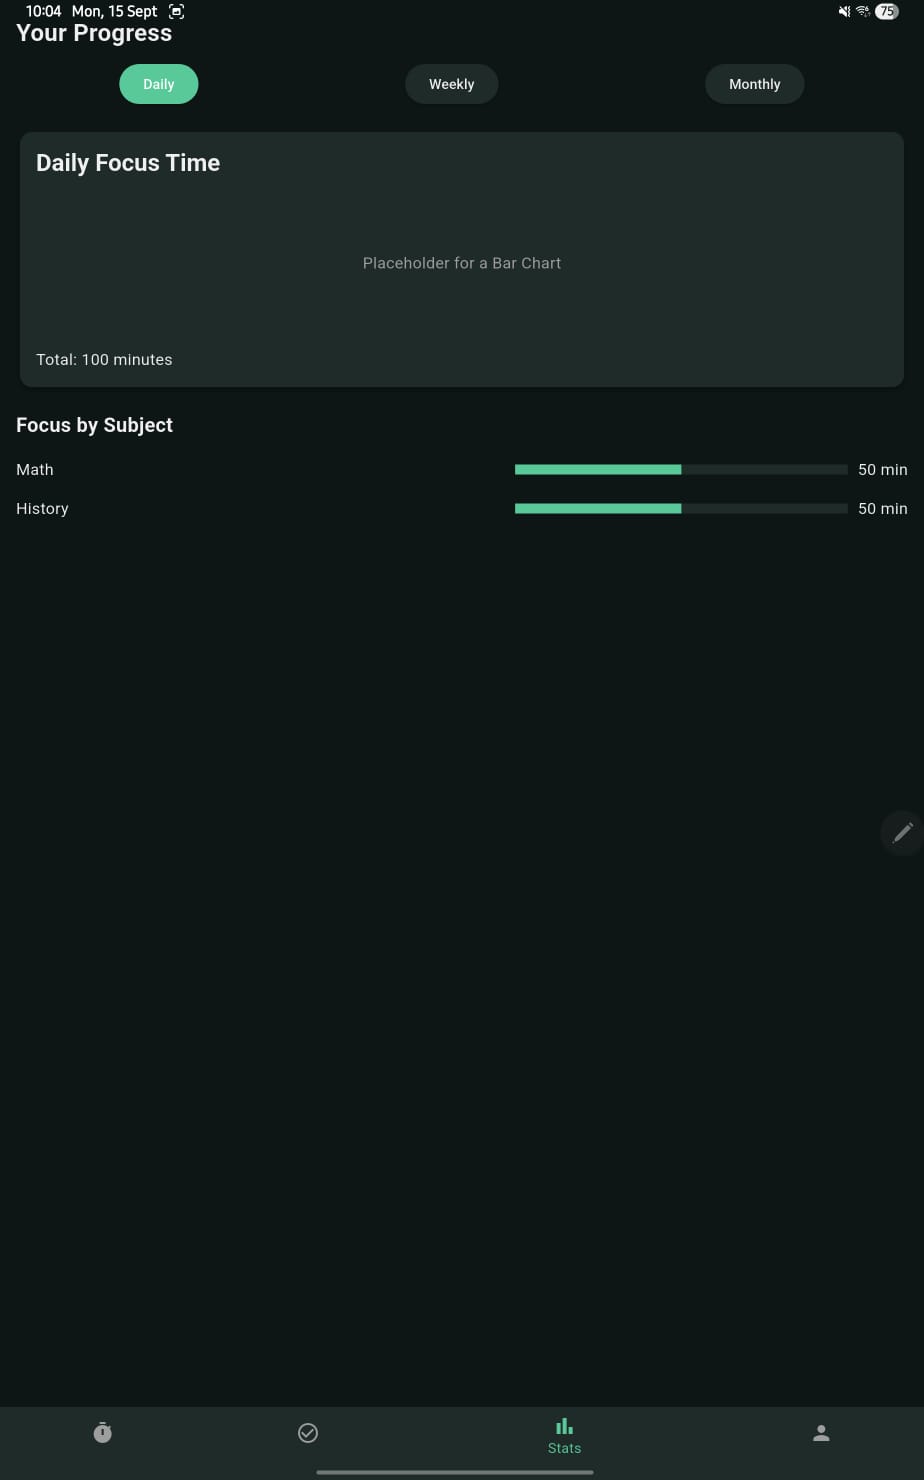 10:04 Mon, 15 Sept
75
Your Progress
Daily
Weekly
Monthly
Daily Focus Time
Placeholder for a Bar Chart
Total: 100 minutes
Focus by Subject
Math 50 min
History 50 min
Stats